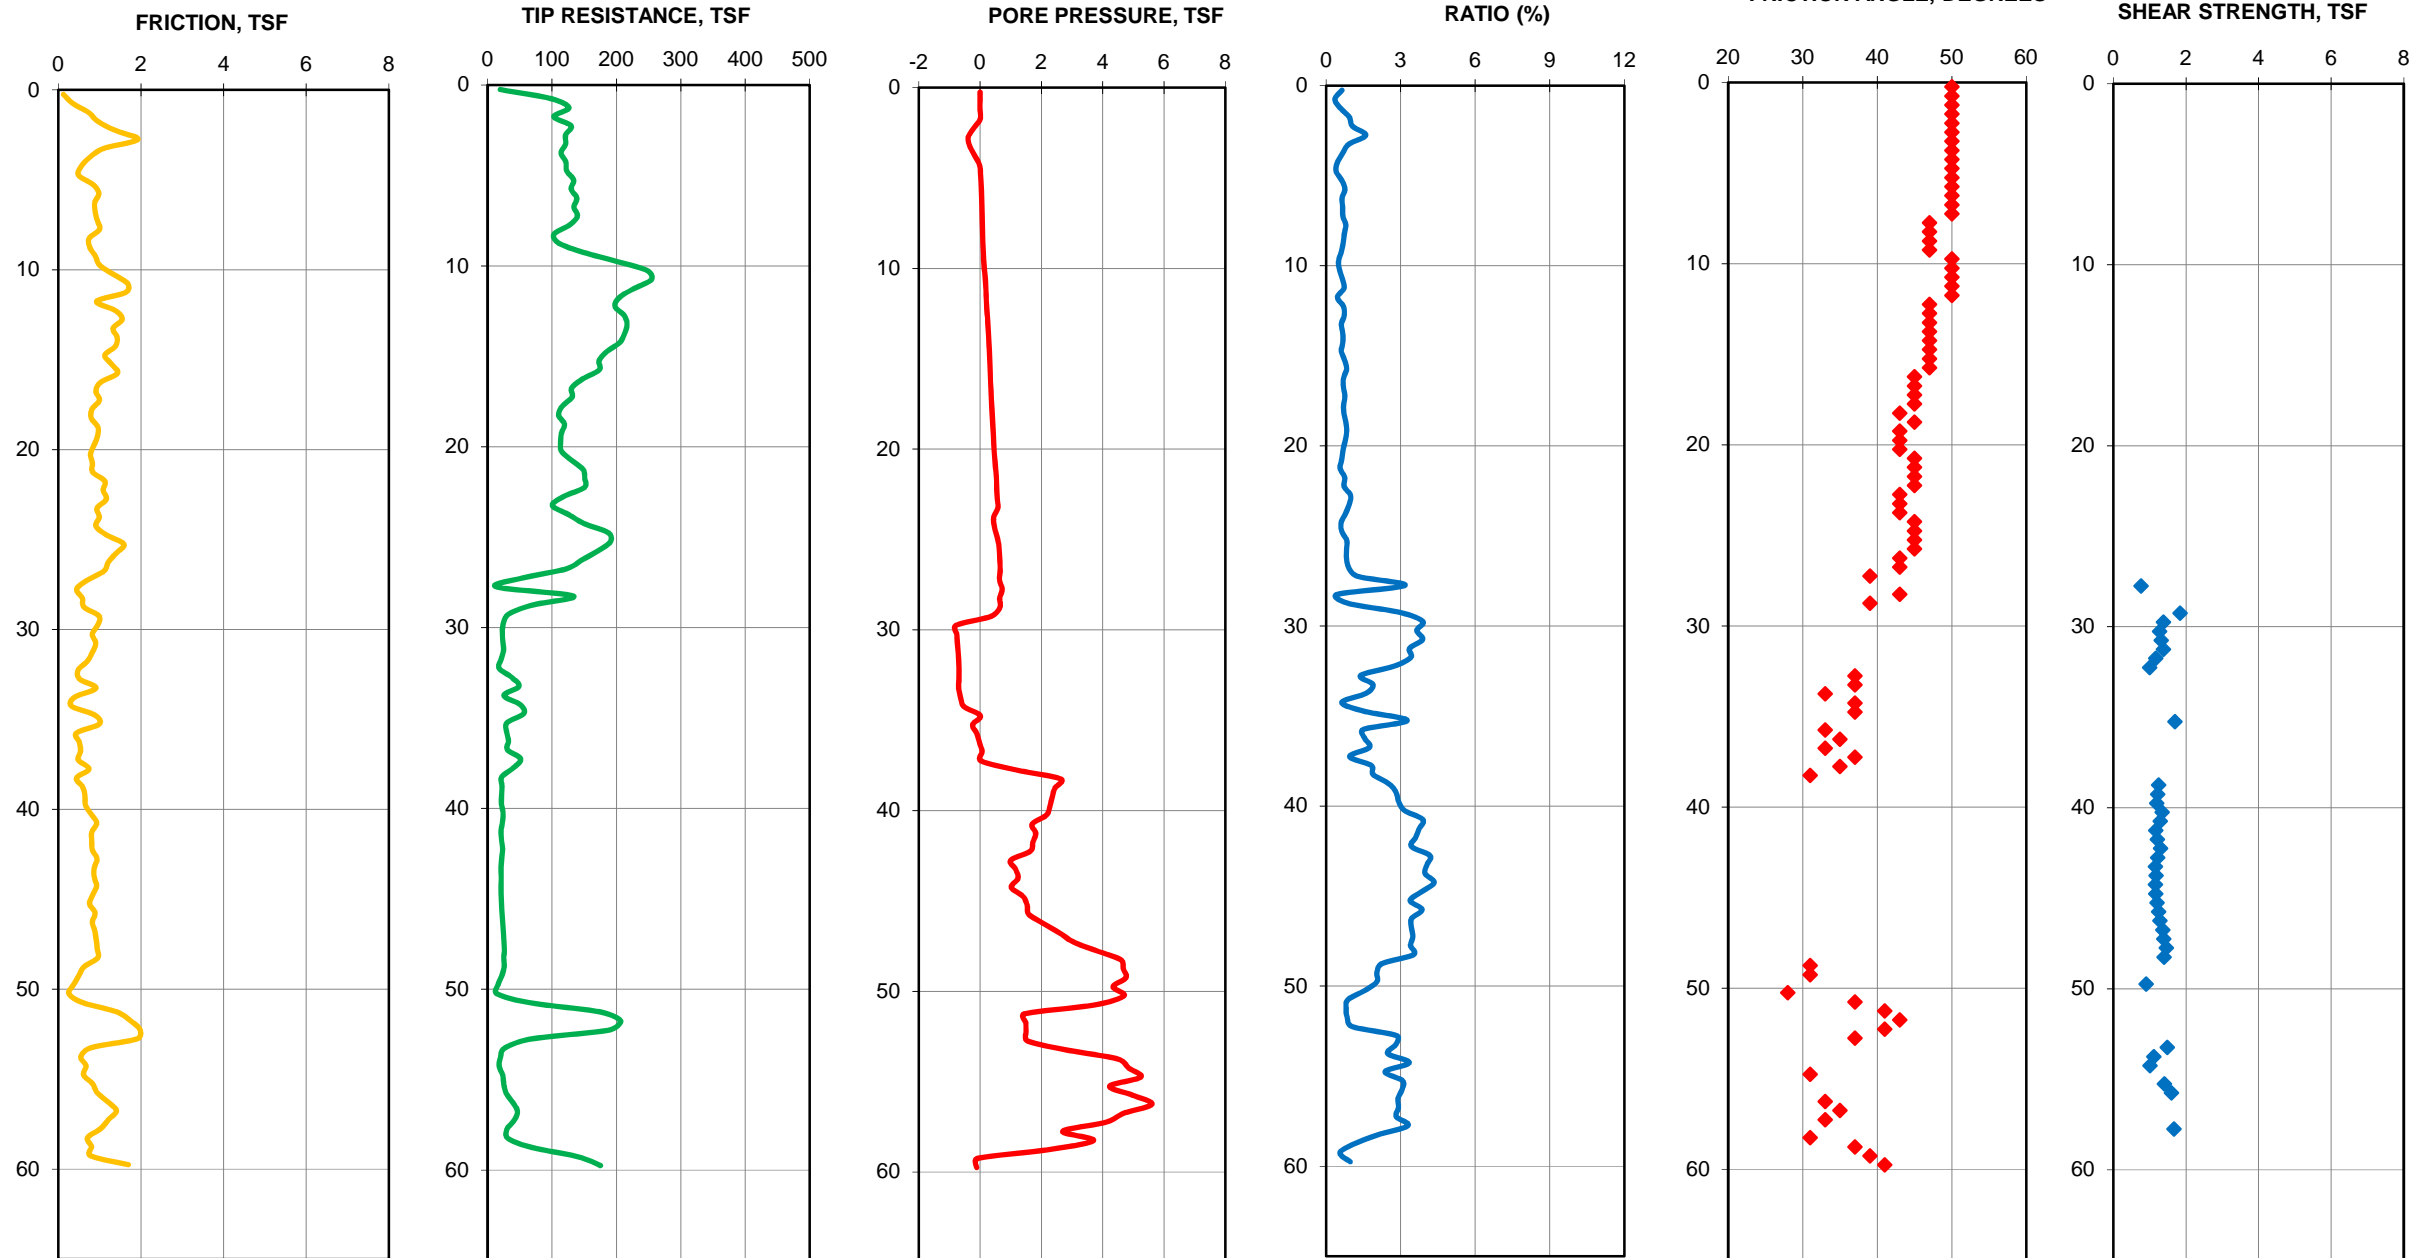 FRICTION, TSF
TIP RESISTANCE, TSF
PORE PRESSURE, TSF
RATIO (%)
FRICTION ANGLE, DEGREES
SHEAR STRENGTH, TSF
0 2 4 6 8
0 100 200 300 400 500
-2 0 2 4 6 8
0 3 6 9 12
20 30 40 50 60
0 2 4 6 8
0 0 0 0 0 0
10 10 10 10 10 10
20 20 20 20 20 20
30 30 30 30 30 30
40 40 40 40 40 40
50 50 50 50 50 50
60 60 60 60 60 60